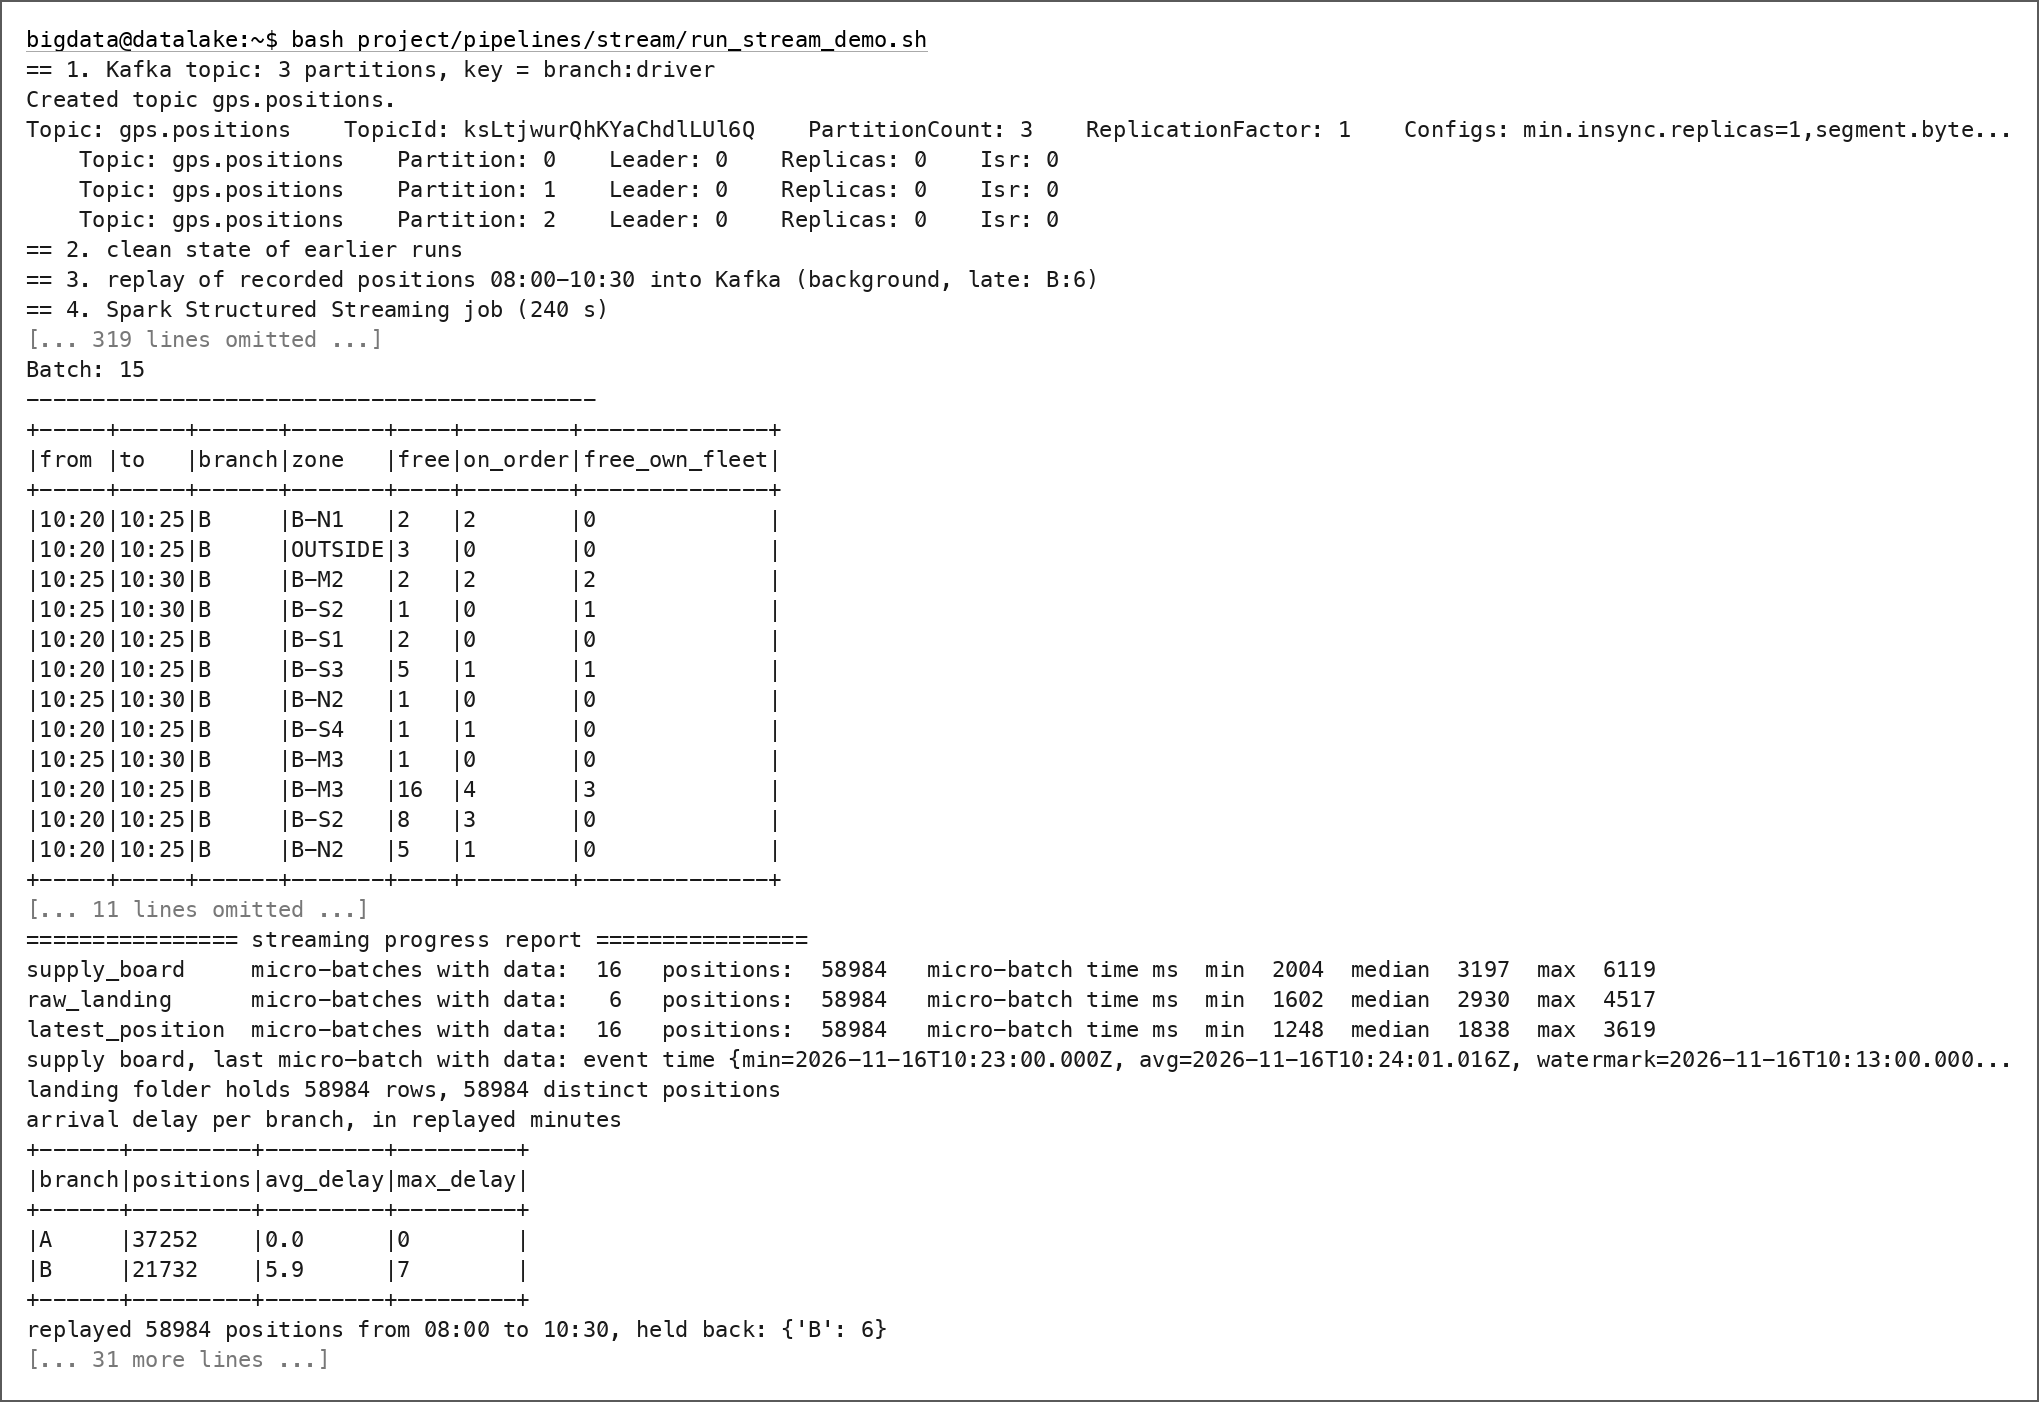 bigdata@datalake:~$ bash project/pipelines/stream/run_stream_demo.sh
== 1. Kafka topic: 3 partitions, key = branch:driver
Created topic gps.positions.
Topic: gps.positions    TopicId: ksLtjwurQhKYaChdlLUl6Q    PartitionCount: 3    ReplicationFactor: 1    Configs: min.insync.replicas=1,segment.byte...
    Topic: gps.positions    Partition: 0    Leader: 0    Replicas: 0    Isr: 0
    Topic: gps.positions    Partition: 1    Leader: 0    Replicas: 0    Isr: 0
    Topic: gps.positions    Partition: 2    Leader: 0    Replicas: 0    Isr: 0
== 2. clean state of earlier runs
== 3. replay of recorded positions 08:00-10:30 into Kafka (background, late: B:6)
== 4. Spark Structured Streaming job (240 s)
[... 319 lines omitted ...]
Batch: 15
-------------------------------------------
+-----+-----+------+-------+----+--------+--------------+
|from |to   |branch|zone   |free|on_order|free_own_fleet|
+-----+-----+------+-------+----+--------+--------------+
|10:20|10:25|B     |B-N1   |2   |2       |0             |
|10:20|10:25|B     |OUTSIDE|3   |0       |0             |
|10:25|10:30|B     |B-M2   |2   |2       |2             |
|10:25|10:30|B     |B-S2   |1   |0       |1             |
|10:20|10:25|B     |B-S1   |2   |0       |0             |
|10:20|10:25|B     |B-S3   |5   |1       |1             |
|10:25|10:30|B     |B-N2   |1   |0       |0             |
|10:20|10:25|B     |B-S4   |1   |1       |0             |
|10:25|10:30|B     |B-M3   |1   |0       |0             |
|10:20|10:25|B     |B-M3   |16  |4       |3             |
|10:20|10:25|B     |B-S2   |8   |3       |0             |
|10:20|10:25|B     |B-N2   |5   |1       |0             |
+-----+-----+------+-------+----+--------+--------------+
[... 11 lines omitted ...]
================ streaming progress report ================
supply_board     micro-batches with data:  16   positions:  58984   micro-batch time ms  min  2004  median  3197  max  6119
raw_landing      micro-batches with data:   6   positions:  58984   micro-batch time ms  min  1602  median  2930  max  4517
latest_position  micro-batches with data:  16   positions:  58984   micro-batch time ms  min  1248  median  1838  max  3619
supply board, last micro-batch with data: event time {min=2026-11-16T10:23:00.000Z, avg=2026-11-16T10:24:01.016Z, watermark=2026-11-16T10:13:00.000...
landing folder holds 58984 rows, 58984 distinct positions
arrival delay per branch, in replayed minutes
+------+---------+---------+---------+
|branch|positions|avg_delay|max_delay|
+------+---------+---------+---------+
|A     |37252    |0.0      |0        |
|B     |21732    |5.9      |7        |
+------+---------+---------+---------+
replayed 58984 positions from 08:00 to 10:30, held back: {'B': 6}
[... 31 more lines ...]